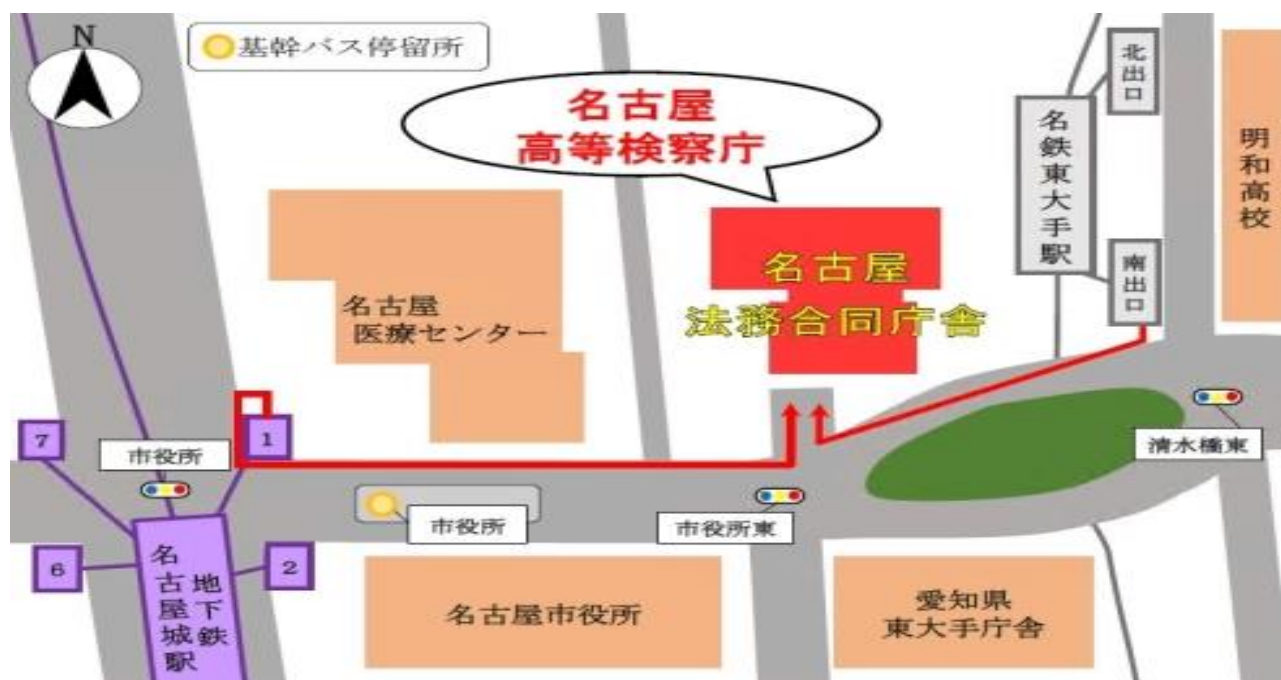 N
基幹バス停留所
名古屋
高等検察庁
北出口
名鉄東大手駅
南出口
明和高校
名古屋
法務合同庁舎
名古屋
医療センター
7
市役所
1
清水橋東
市役所
市役所東
6
2
地下鉄
名古屋城駅
名古屋市役所
愛知県
東大手庁舎